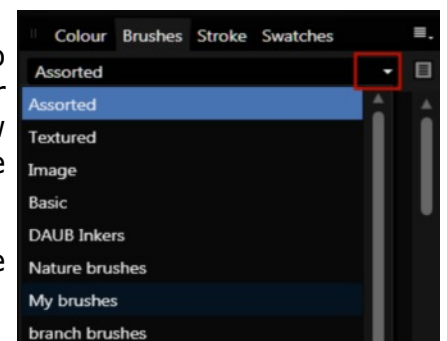 Colour Brushes Stroke Swatches
Assorted
Assorted
Textured
Image
Basic
DAUB Inkers
Nature brushes
My brushes
branch brushes